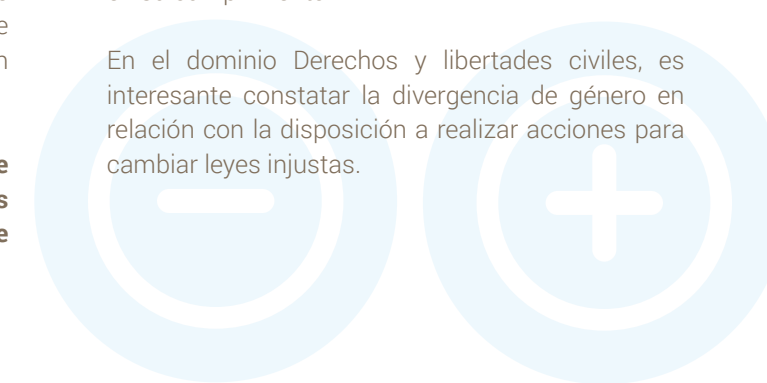 En el dominio Derechos y libertades civiles, es
interesante constatar la divergencia de género en
relación con la disposición a realizar acciones para
cambiar leyes injustas.